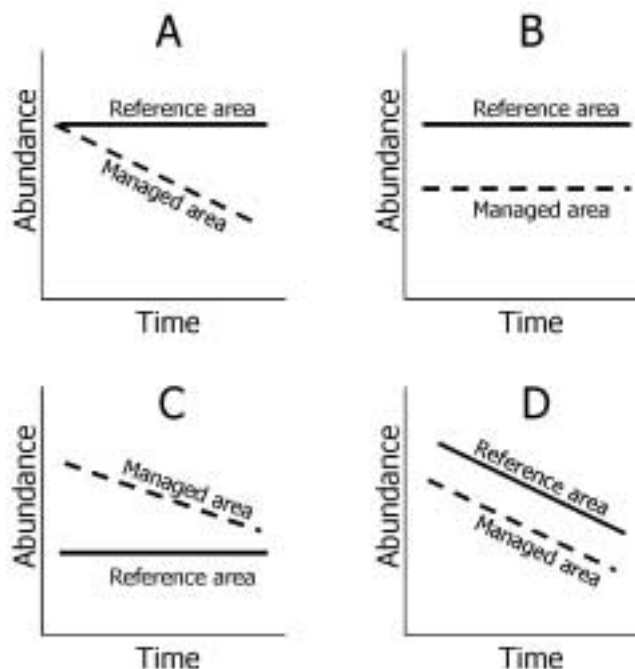 A
Abundance
Reference area
Managed area
Time
B
Abundance
Reference area
Managed area
Time
C
Abundance
Managed area
Reference area
Time
D
Abundance
Reference area
Managed area
Time